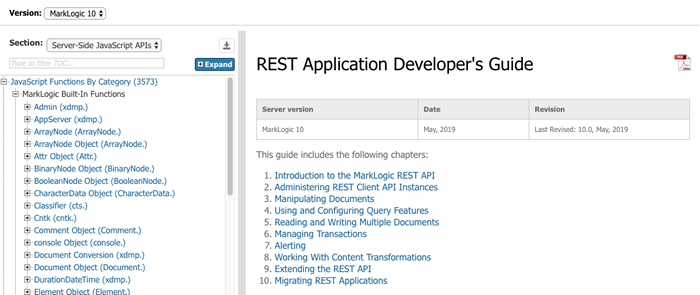 Version: MarkLogic 10
Section: Server-Side JavaScript APIs
Type to filter TOC...
Expand
JavaScript Functions By Category (3573)
MarkLogic Built-In Functions
Admin (xdmp.)
AppServer (xdmp.)
ArrayNode (ArrayNode.)
ArrayNode Object (ArrayNode.)
Attr Object (Attr.)
BinaryNode Object (BinaryNode.)
BooleanNode Object (BooleanNode.)
CharacterData Object (CharacterData.)
Classifier (cts.)
Cntk (cntk.)
Comment Object (Comment.)
console Object (console.)
Document Conversion (xdmp.)
Document Object (Document.)
DurationDateTime (xdmp.)
Element Object (Element.)
REST Application Developer's Guide
Server version Date Revision
MarkLogic 10 May, 2019 Last Revised: 10.0, May, 2019
This guide includes the following chapters:
1. Introduction to the MarkLogic REST API
2. Administering REST Client API Instances
3. Manipulating Documents
4. Using and Configuring Query Features
5. Reading and Writing Multiple Documents
6. Managing Transactions
7. Alerting
8. Working With Content Transformations
9. Extending the REST API
10. Migrating REST Applications